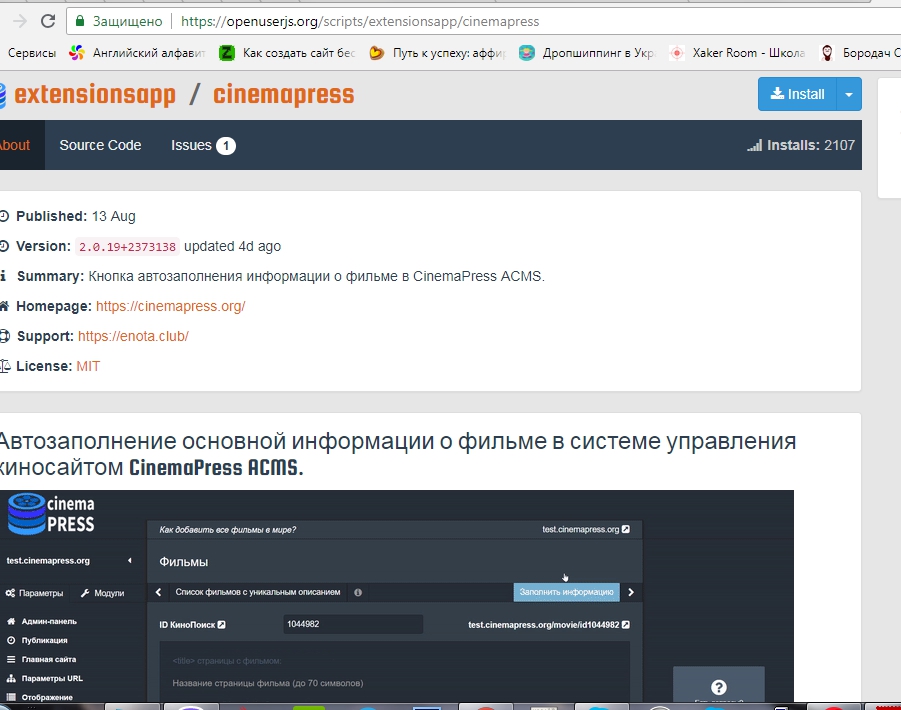 Защищено https://openuserjs.org/scripts/extensionsapp/cinemapress
Сервисы Английский алфави Как создать сайт бес Путь к успеху: аффи Дропшиппинг в Укр Xaker Room - Школа Бородач С
extensionsapp / cinemapress
Install
About Source Code Issues 1 Installs: 2107
Published: 13 Aug
Version: 2.0.19+2373138 updated 4d ago
Summary: Кнопка автозаполнения информации о фильме в CinemaPress ACMS.
Homepage: https://cinemapress.org/
Support: https://enota.club/
License: MIT
Автозаполнение основной информации о фильме в системе управления
киносайтом CinemaPress ACMS.
cinema
PRESS
Как добавить все фильмы в мире? test.cinemapress.org
test.cinemapress.org
Фильмы
Параметры Модули
Список фильмов с уникальным описанием Заполнить информацию
ID КиноПоиск 1044982 test.cinemapress.org/movie/id1044982
Админ-панель
Публикация
Главная сайта
Параметры URL
Отображение
<title> страницы с фильмом:
Название страницы фильма (до 70 символов)